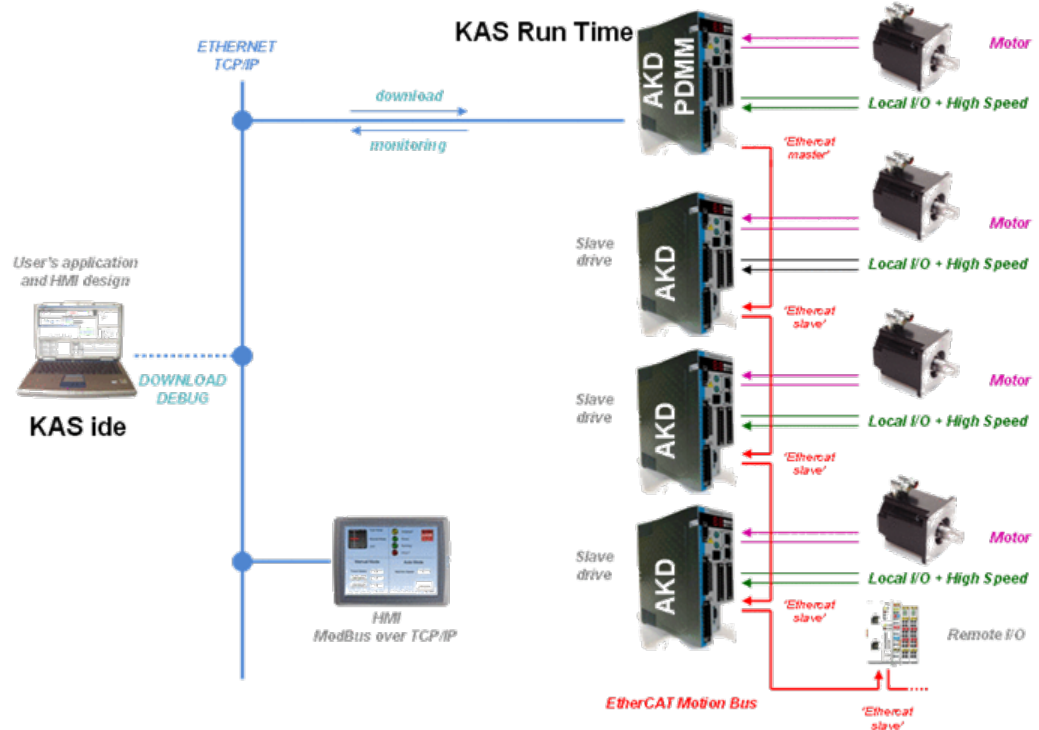 KAS Run Time
ETHERNET
TCP/IP
download
monitoring
AKD
PDMM
Motor
Local I/O + High Speed
'Ethercat
master'
Slave
drive
AKD
Motor
Local I/O + High Speed
'Ethercat
slave'
User's application
and HMI design
DOWNLOAD
DEBUG
KAS ide
Slave
drive
AKD
Motor
Local I/O + High Speed
'Ethercat
slave'
HMI
ModBus over TCP/IP
Slave
drive
AKD
Motor
Local I/O + High Speed
'Ethercat
slave'
Remote I/O
EtherCAT Motion Bus
'Ethercat
slave'